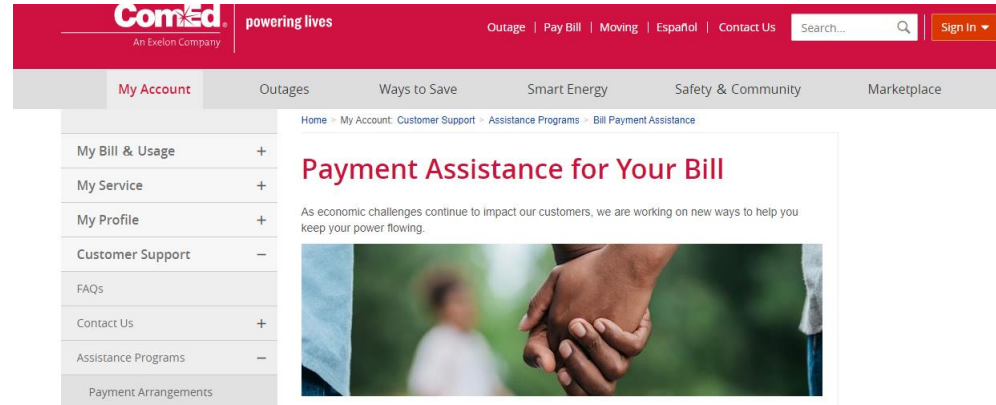 ComEd.
An Exelon Company
powering lives
Outage | Pay Bill | Moving | Español | Contact Us
Search...
Sign In
My Account
Outages
Ways to Save
Smart Energy
Safety & Community
Marketplace
Home > My Account: Customer Support > Assistance Programs > Bill Payment Assistance
My Bill & Usage +
My Service +
My Profile +
Customer Support –
FAQs
Contact Us +
Assistance Programs –
Payment Arrangements
Payment Assistance for Your Bill
As economic challenges continue to impact our customers, we are working on new ways to help you
keep your power flowing.